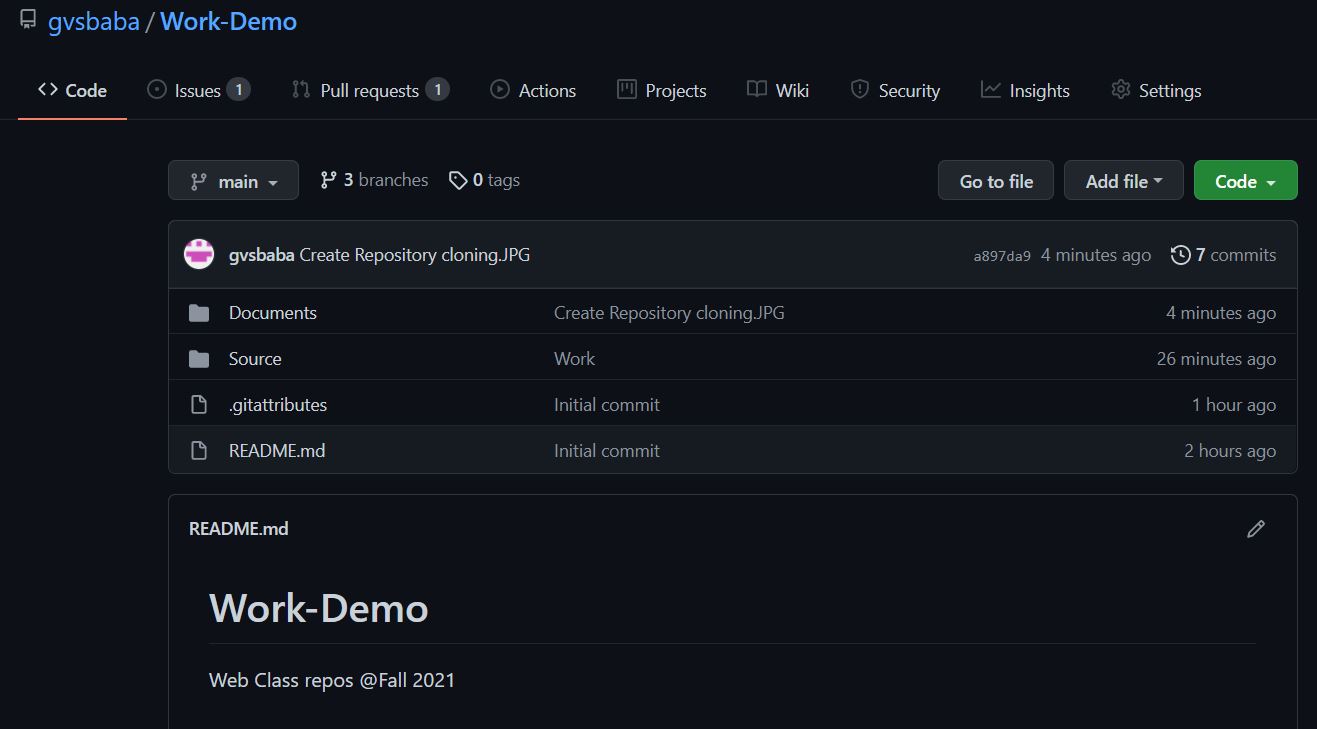 gvsbaba / Work-Demo
Code Issues 1 Pull requests 1 Actions Projects Wiki Security Insights Settings
main 3 branches 0 tags Go to file Add file Code
gvsbaba Create Repository cloning.JPG a897da9 4 minutes ago 7 commits
Documents Create Repository cloning.JPG 4 minutes ago
Source Work 26 minutes ago
.gitattributes Initial commit 1 hour ago
README.md Initial commit 2 hours ago
README.md
Work-Demo
Web Class repos @Fall 2021